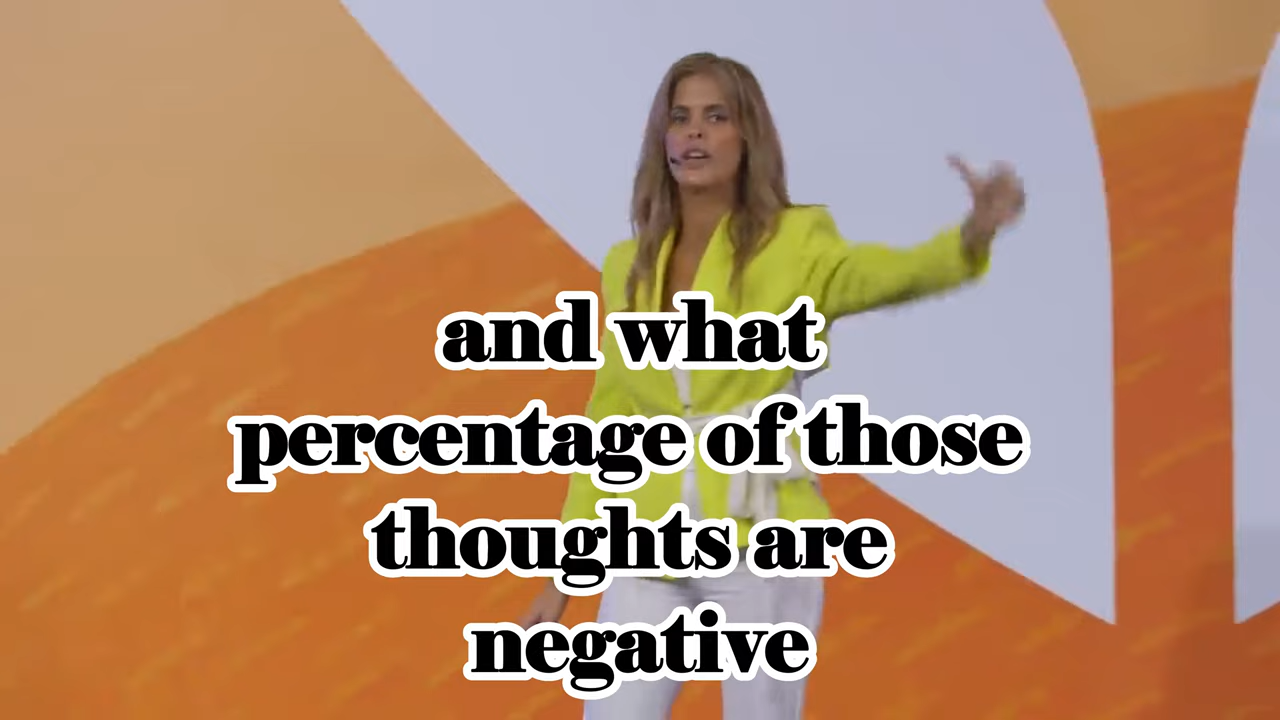 and what
percentage of those
thoughts are
negative